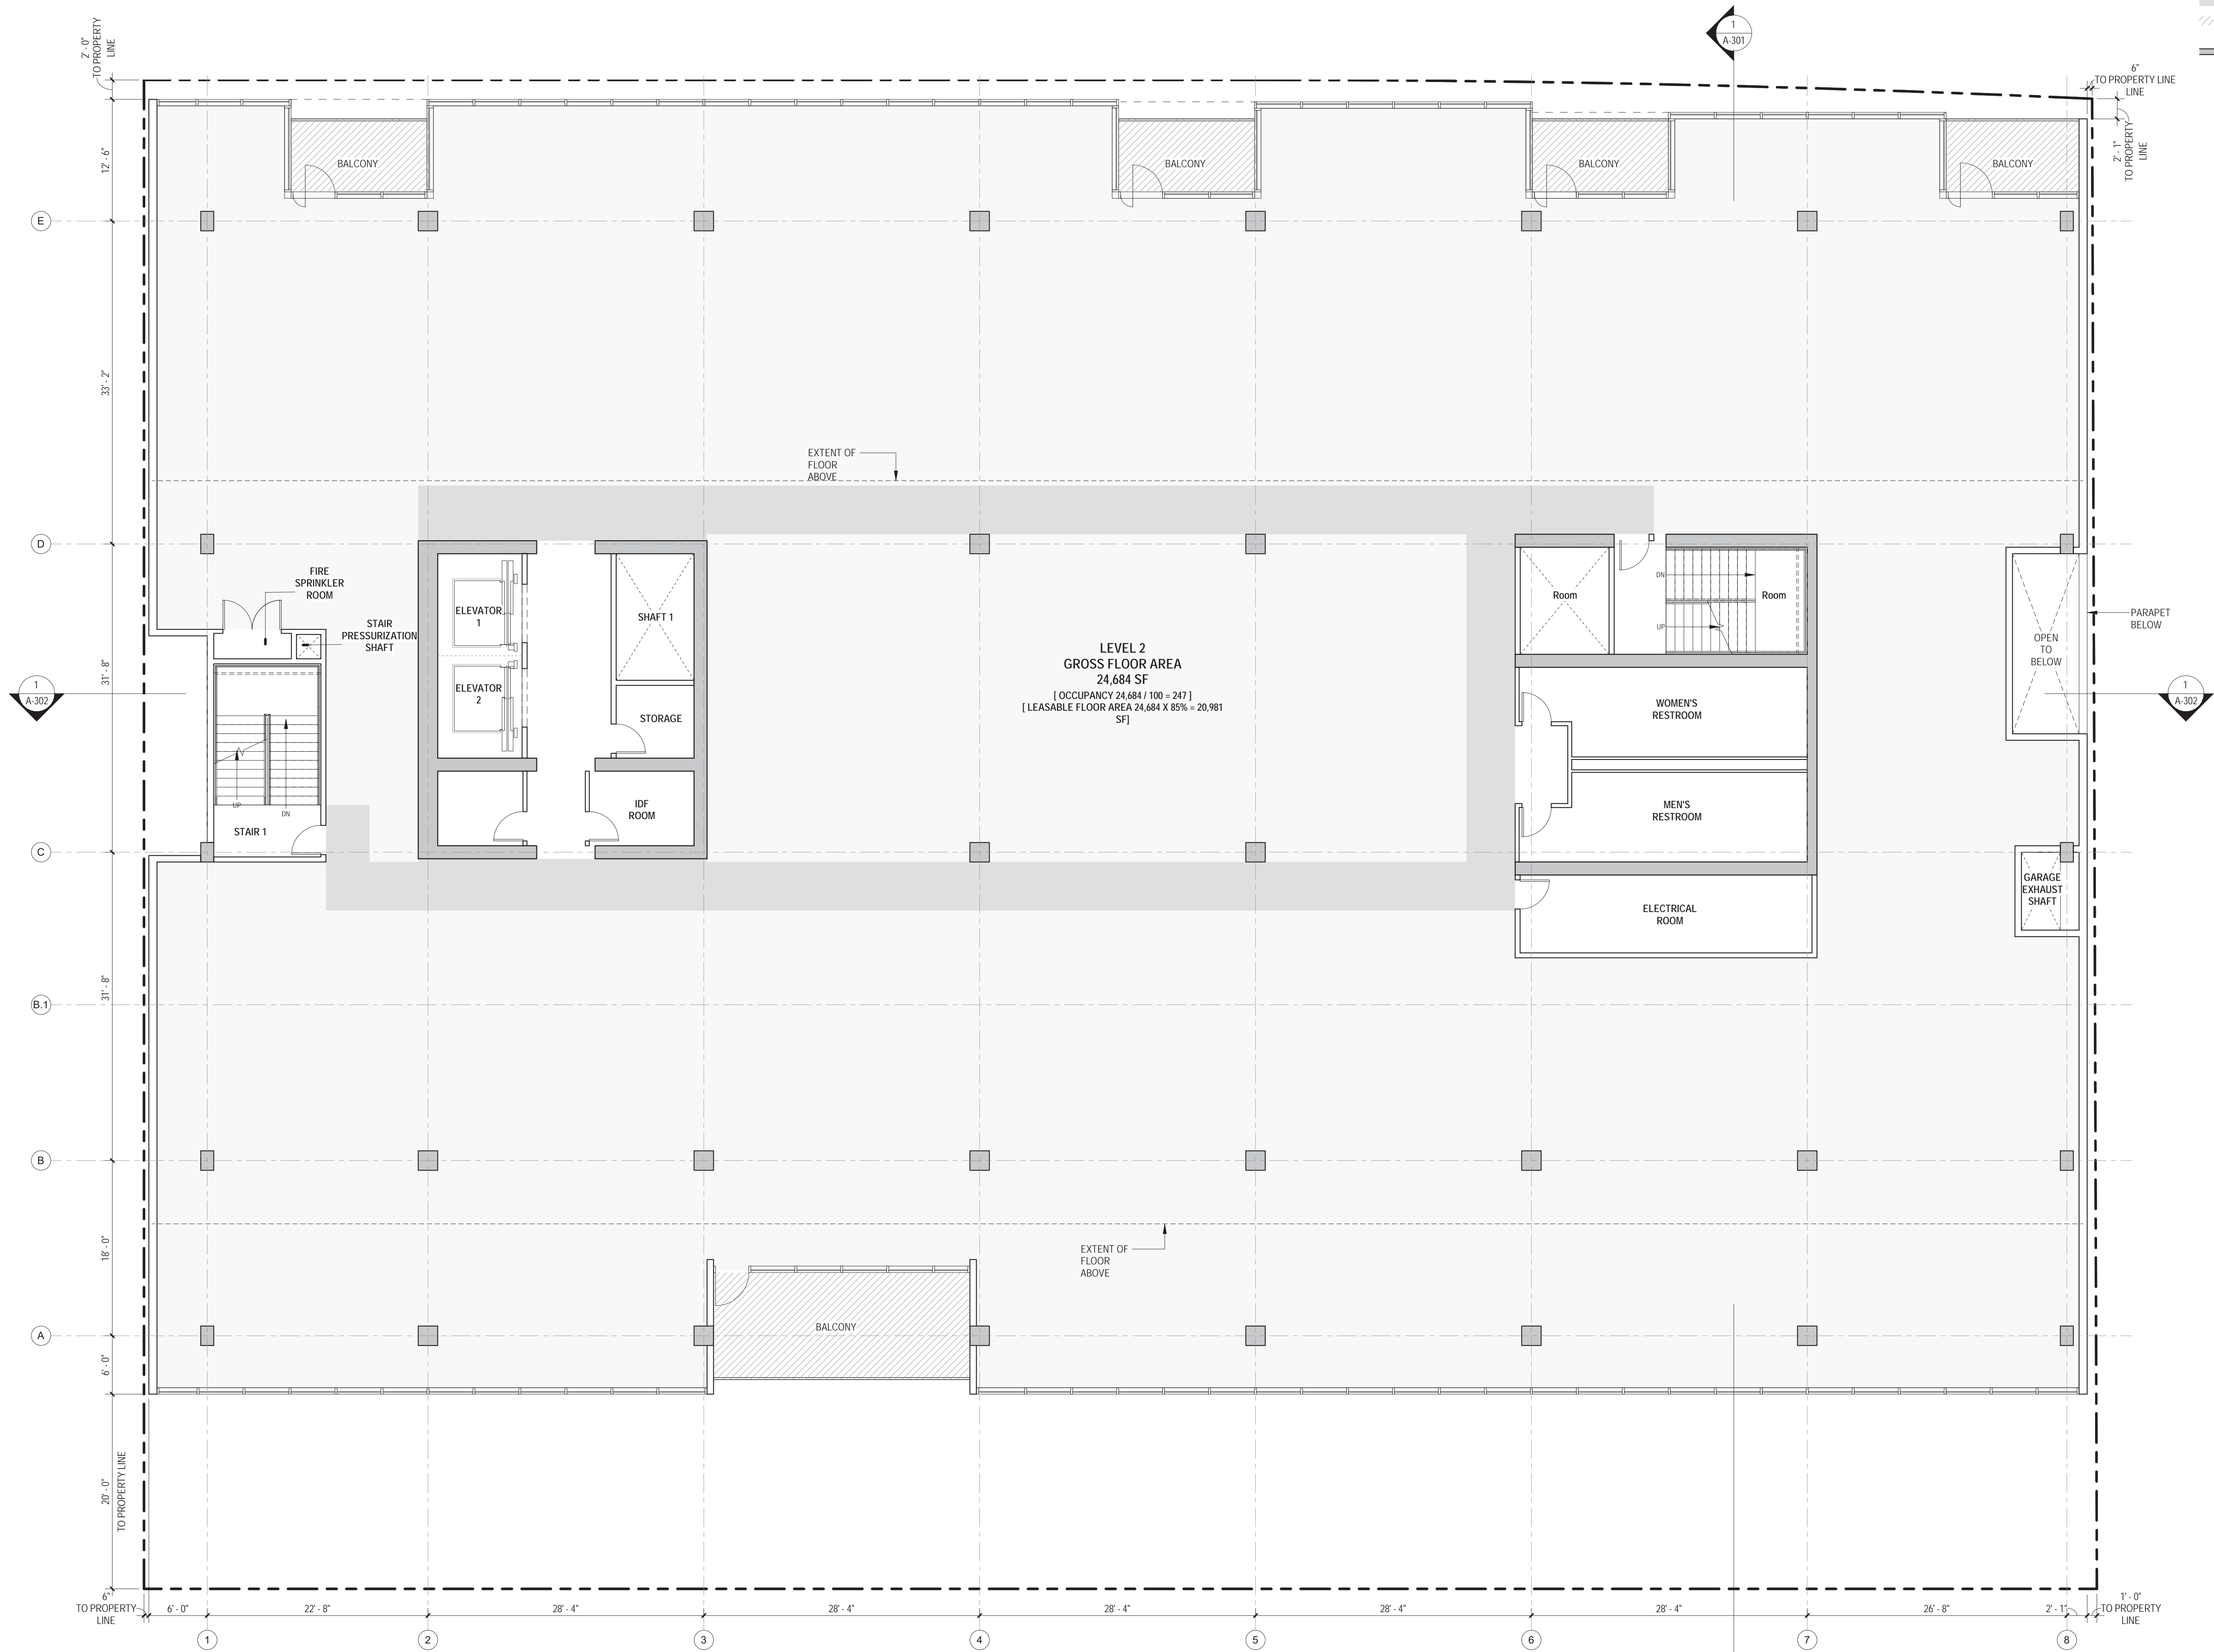 1
A-301
2' - 0"
TO PROPERTY
LINE
6"
TO PROPERTY LINE
LINE
2' - 1"
TO PROPERTY
LINE
12' - 6"
BALCONY
BALCONY
BALCONY
BALCONY
E
33' - 2"
EXTENT OF
FLOOR
ABOVE
D
FIRE
SPRINKLER
ROOM
STAIR
PRESSURIZATION
SHAFT
ELEVATOR
1
SHAFT 1
DN
Room
Room
UP
PARAPET
BELOW
OPEN
TO
BELOW
LEVEL 2
GROSS FLOOR AREA
24,684 SF
[ OCCUPANCY 24,684 / 100 = 247 ]
[ LEASABLE FLOOR AREA 24,684 X 85% = 20,981
SF]
31' - 8"
1
A-302
ELEVATOR
2
STORAGE
WOMEN'S
RESTROOM
1
A-302
UP
DN
STAIR 1
IDF
ROOM
MEN'S
RESTROOM
C
GARAGE
EXHAUST
SHAFT
ELECTRICAL
ROOM
31' - 8"
B.1
B
18' - 0"
EXTENT OF
FLOOR
ABOVE
BALCONY
A
6' - 0"
20' - 0"
TO PROPERTY LINE
6"
TO PROPERTY
LINE
6' - 0"
22' - 8"
28' - 4"
28' - 4"
28' - 4"
28' - 4"
28' - 4"
26' - 8"
2' - 1"
1' - 0"
TO PROPERTY
LINE
1
2
3
4
5
6
7
8